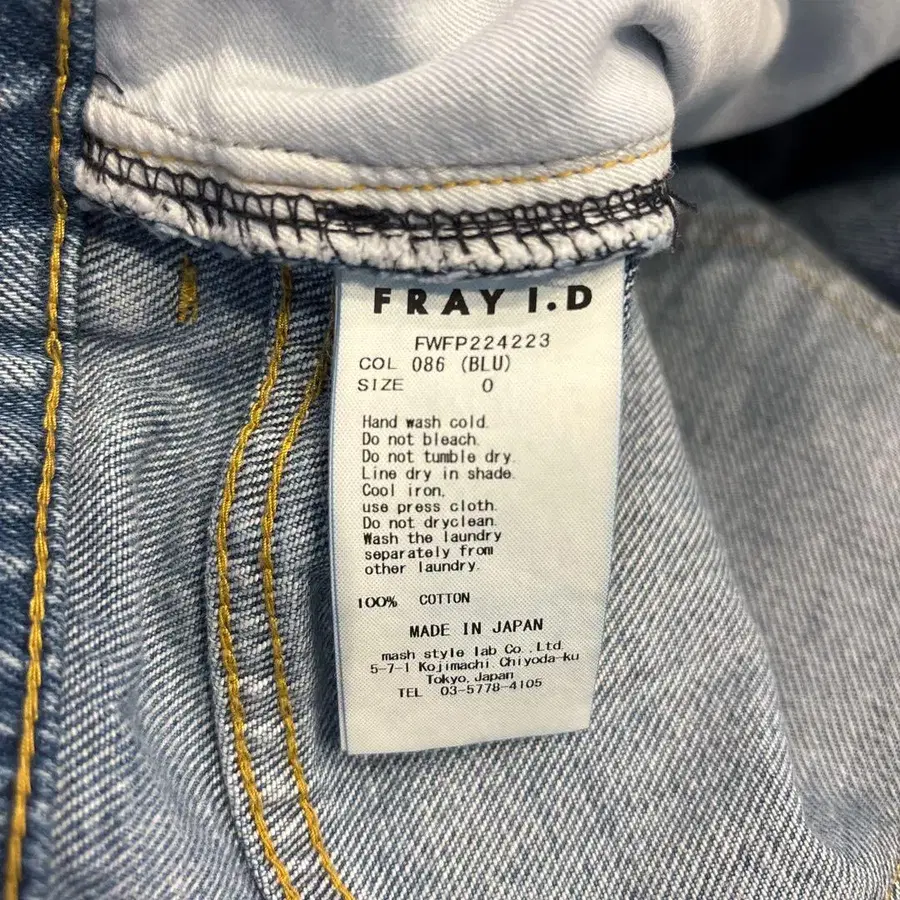 FRAY I.D
FWFP224223
COL 086 (BLU)
SIZE 0
Hand wash cold.
Do not bleach.
Do not tumble dry.
Line dry in shade.
Cool iron,
use press cloth.
Do not dryclean.
Wash the laundry
separately from
other laundry.
100% COTTON
MADE IN JAPAN
mash style lab Co., Ltd.
5-7-1 Kojimachi Chiyoda-ku
Tokyo, Japan
TEL 03-5778-4105